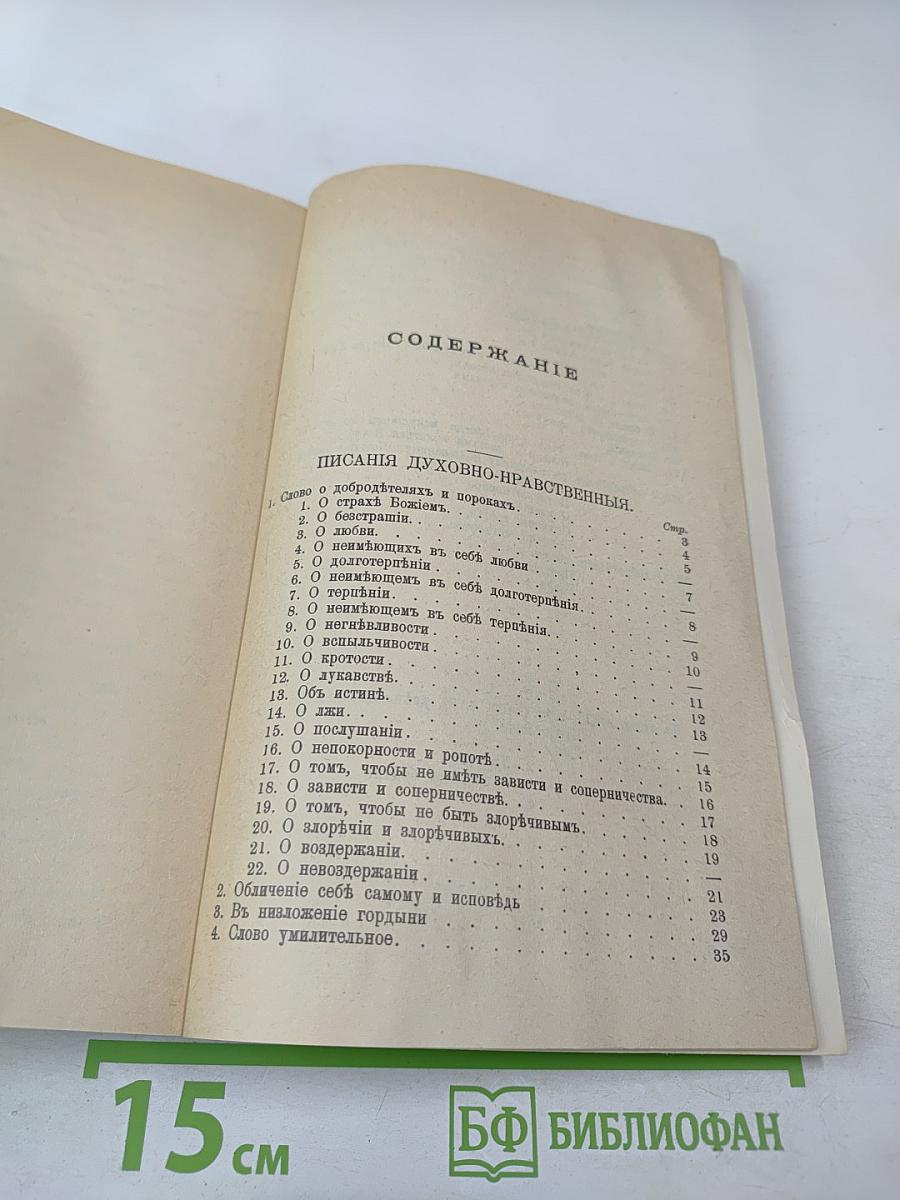 СОДЕРЖАНІЕ
ПИСАНІЯ ДУХОВНО-НРАВСТВЕННЫЯ.
Стр.
1. Слово о добродѣтеляхъ и порокахъ. . . . . . 3
1. О страхѣ Божіемъ. . . . . . . . . . 4
2. О безстрашіи. . . . . . . . . . . 5
3. О любви. . . . . . . . . . . . —
4. О неимѣющихъ въ себѣ любви . . . . . . . 7
5. О долготерпѣніи . . . . . . . . . . —
6. О неимѣющемъ въ себѣ долготерпѣнія. . . . . . 8
7. О терпѣніи. . . . . . . . . . . . —
8. О неимѣющемъ въ себѣ терпѣнія. . . . . . . 9
9. О негнѣвливости . . . . . . . . . . 10
10. О вспыльчивости . . . . . . . . . . —
11. О кротости . . . . . . . . . . . 11
12. О лукавствѣ. . . . . . . . . . . 12
13. Объ истинѣ. . . . . . . . . . . . 13
14. О лжи. . . . . . . . . . . . . —
15. О послушаніи. . . . . . . . . . . 14
16. О непокорности и ропотѣ. . . . . . . . 15
17. О томъ, чтобы не имѣть зависти и соперничества. . 16
18. О зависти и соперничествѣ. . . . . . . . 17
19. О томъ, чтобы не быть злорѣчивымъ. . . . . . 18
20. О злорѣчіи и злорѣчивыхъ. . . . . . . . 19
21. О воздержаніи. . . . . . . . . . . —
22. О невоздержаніи . . . . . . . . . . 21
2. Обличеніе себѣ самому и исповѣдь . . . . . . . 23
3. Въ низложеніе гордыни . . . . . . . . . . 29
4. Слово умилительное. . . . . . . . . . . . 35
15 см
БФ БИБЛИОФАН